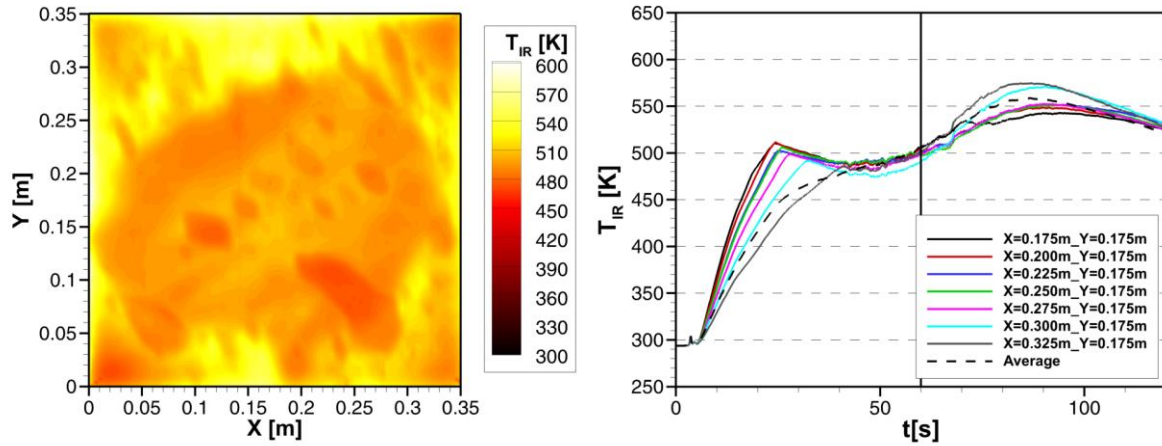 0.35
0.3
0.25
0.2
0.15
0.1
0.05
0
Y [m]
0 0.05 0.1 0.15 0.2 0.25 0.3 0.35
X [m]
T_IR [K]
600
570
540
510
480
450
420
390
360
330
300
650
600
550
500
450
400
350
300
250
T_IR [K]
0 50 100
t[s]
X=0.175m_Y=0.175m
X=0.200m_Y=0.175m
X=0.225m_Y=0.175m
X=0.250m_Y=0.175m
X=0.275m_Y=0.175m
X=0.300m_Y=0.175m
X=0.325m_Y=0.175m
Average